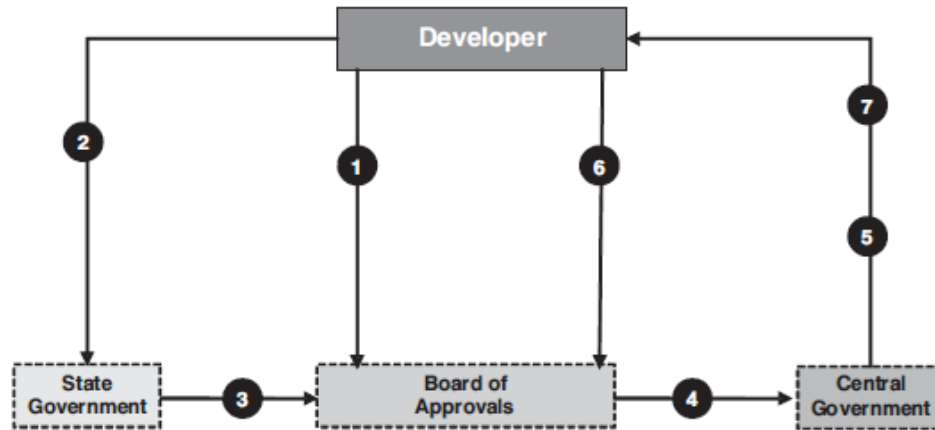 Developer
2
7
1
6
5
State
Government
3
Board of
Approvals
4
Central
Government